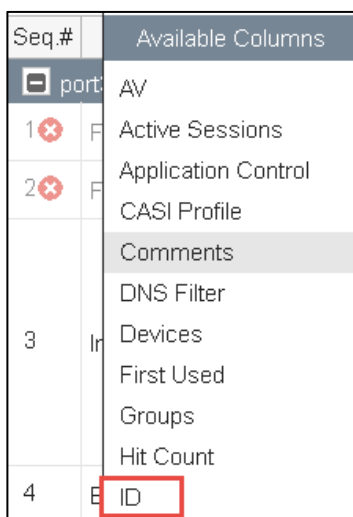 Seq.#
Available Columns
port
AV
1
F
Active Sessions
Application Control
2
F
CASI Profile
Comments
DNS Filter
3
Devices
First Used
Groups
Hit Count
4
ID